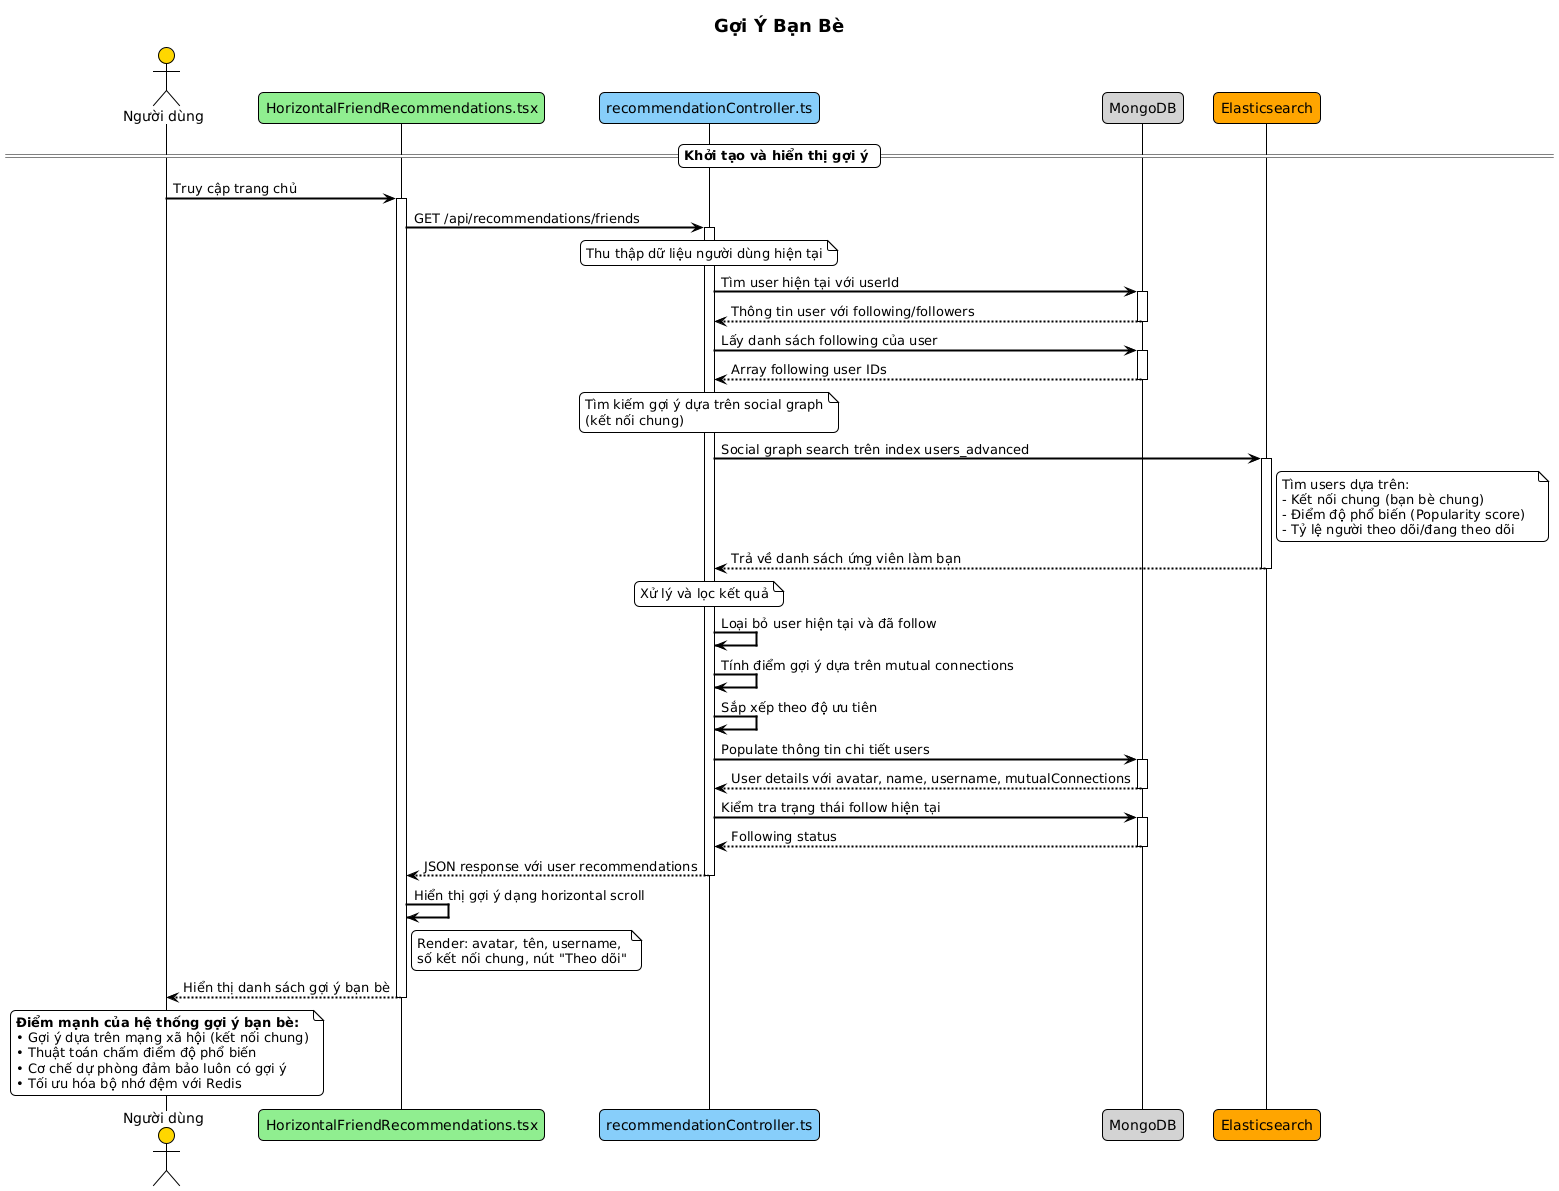 Gợi Ý Bạn Bè
Người dùng
HorizontalFriendRecommendations.tsx
recommendationController.ts
MongoDB
Elasticsearch
Khởi tạo và hiển thị gợi ý
Truy cập trang chủ
GET /api/recommendations/friends
Thu thập dữ liệu người dùng hiện tại
Tìm user hiện tại với userId
Thông tin user với following/followers
Lấy danh sách following của user
Array following user IDs
Tìm kiếm gợi ý dựa trên social graph
(kết nối chung)
Social graph search trên index users_advanced
Tìm users dựa trên:
- Kết nối chung (bạn bè chung)
- Điểm độ phổ biến (Popularity score)
- Tỷ lệ người theo dõi/đang theo dõi
Trả về danh sách ứng viên làm bạn
Xử lý và lọc kết quả
Loại bỏ user hiện tại và đã follow
Tính điểm gợi ý dựa trên mutual connections
Sắp xếp theo độ ưu tiên
Populate thông tin chi tiết users
User details với avatar, name, username, mutualConnections
Kiểm tra trạng thái follow hiện tại
Following status
JSON response với user recommendations
Hiển thị gợi ý dạng horizontal scroll
Render: avatar, tên, username,
số kết nối chung, nút "Theo dõi"
Hiển thị danh sách gợi ý bạn bè
Điểm mạnh của hệ thống gợi ý bạn bè:
• Gợi ý dựa trên mạng xã hội (kết nối chung)
• Thuật toán chấm điểm độ phổ biến
• Cơ chế dự phòng đảm bảo luôn có gợi ý
• Tối ưu hóa bộ nhớ đệm với Redis
Người dùng
HorizontalFriendRecommendations.tsx
recommendationController.ts
MongoDB
Elasticsearch